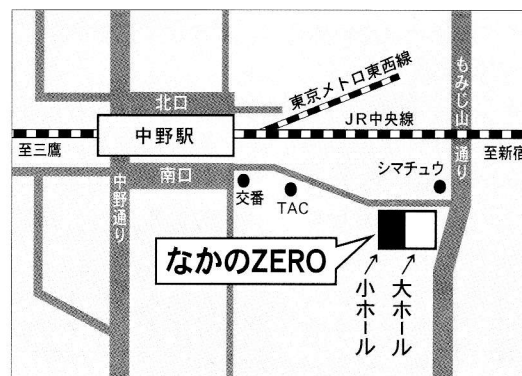 北口
東京メトロ東西線
もみじ山通り
中野駅
JR中央線
至三鷹
至新宿
中野通り
南口
交番
TAC
シマチュウ
なかのZERO
小ホール
大ホール